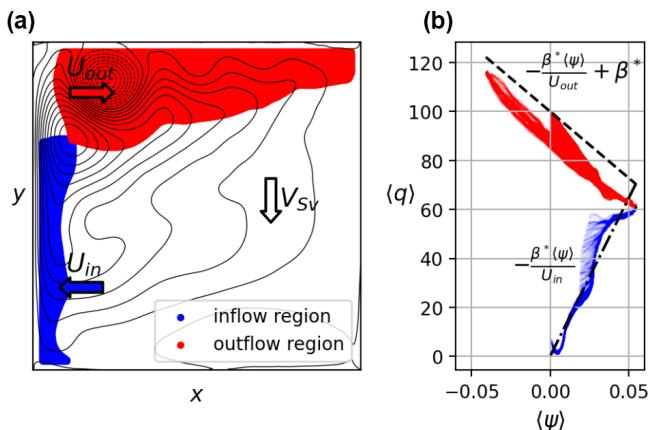 (a)
U_out
y
V_Sv
U_in
inflow region
outflow region
x
(b)
120
100
80
⟨q⟩
60
40
20
0
−β*⟨ψ⟩/U_out + β*
−β*⟨ψ⟩/U_in
−0.05 0.00 0.05
⟨ψ⟩